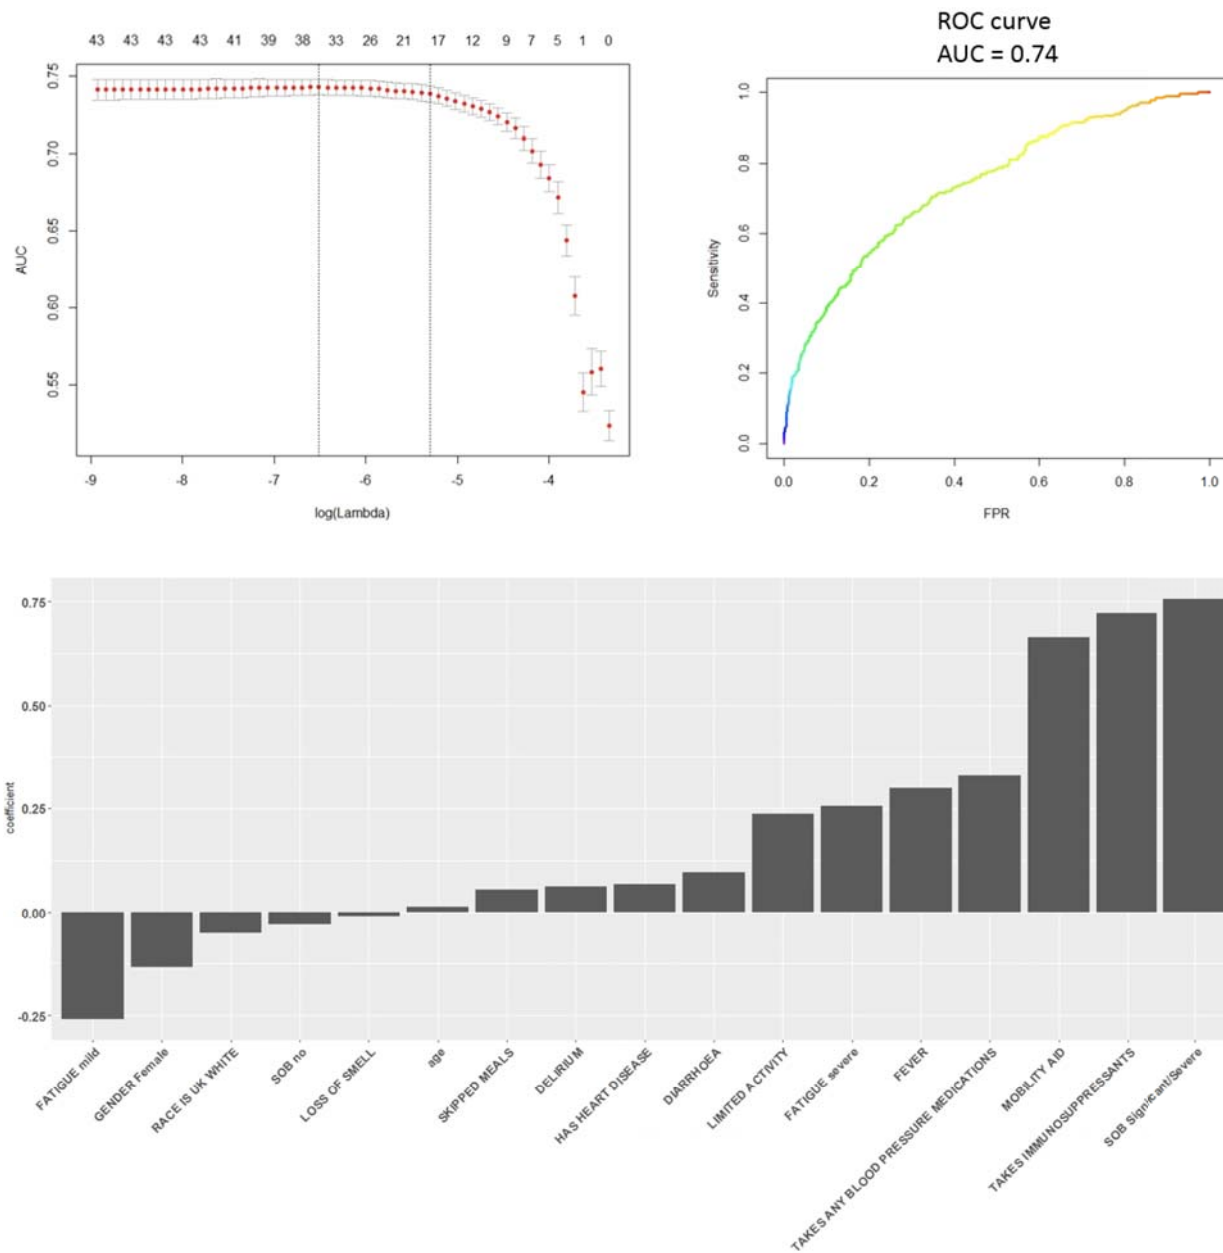 43 43 43 43 41 39 38 33 26 21 17 12 9 7 5 1 0
0.75
0.70
0.65
0.60
0.55
AUC
-9 -8 -7 -6 -5 -4
log(Lambda)
ROC curve
AUC = 0.74
1.0
0.8
0.6
0.4
0.2
0.0
Sensitivity
0.0 0.2 0.4 0.6 0.8 1.0
FPR
0.75
0.50
0.25
0.00
-0.25
coefficient
FATIGUE mild
GENDER Female
RACE IS UK WHITE
SOB no
LOSS OF SMELL
age
SKIPPED MEALS
DELIRIUM
HAS HEART DISEASE
DIARRHOEA
LIMITED ACTIVITY
FATIGUE severe
FEVER
TAKES ANY BLOOD PRESSURE MEDICATIONS
MOBILITY AID
TAKES IMMUNOSUPPRESSANTS
SOB Signicant/Severe